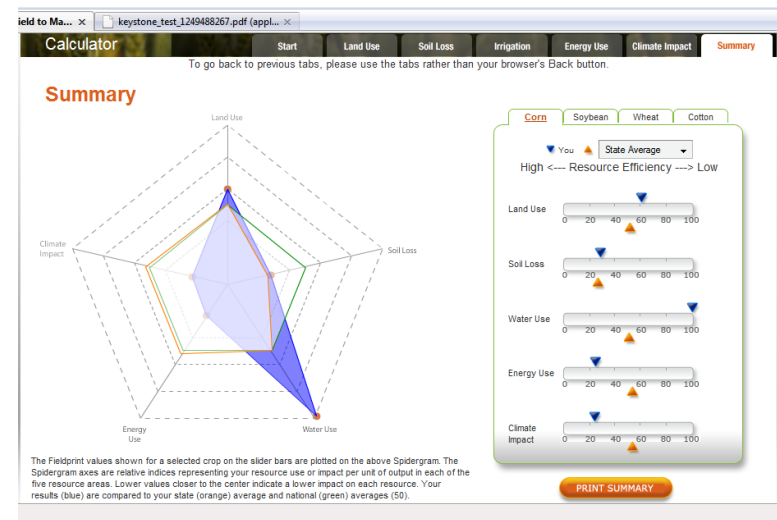 ield to Ma... ×
keystone_test_1249488267.pdf (appl... ×
Calculator
Start
Land Use
Soil Loss
Irrigation
Energy Use
Climate Impact
Summary
To go back to previous tabs, please use the tabs rather than your browser's Back button.
Summary
Land Use
Soil Loss
Water Use
Energy
Use
Climate
Impact
The Fieldprint values shown for a selected crop on the slider bars are plotted on the above Spidergram. The
Spidergram axes are relative indices representing your resource use or impact per unit of output in each of the
five resource areas. Lower values closer to the center indicate a lower impact on each resource. Your
results (blue) are compared to your state (orange) average and national (green) averages (50).
Corn
Soybean
Wheat
Cotton
You
State Average
High <--- Resource Efficiency ---> Low
Land Use
0 20 40 60 80 100
Soil Loss
0 20 40 60 80 100
Water Use
0 20 40 60 80 100
Energy Use
0 20 40 60 80 100
Climate
Impact
0 20 40 60 80 100
PRINT SUMMARY